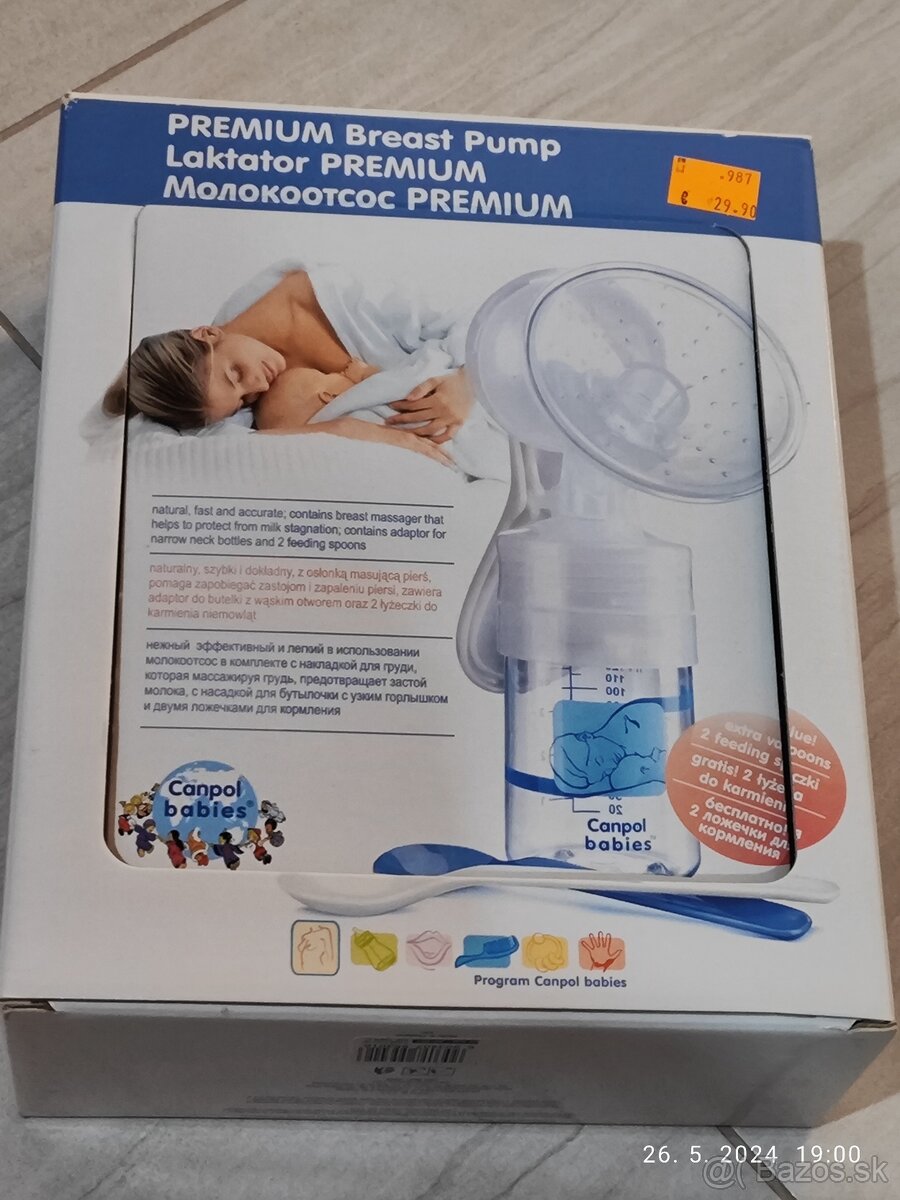 PREMIUM Breast Pump
Laktator PREMIUM
Молокоотсос PREMIUM
.987
€ 29.90
natural, fast and accurate; contains breast massager that
helps to protect from milk stagnation; contains adaptor for
narrow neck bottles and 2 feeding spoons
naturalny, szybki i dokładny, z osłonką masującą pierś,
pomaga zapobiegać zastojom i zapaleniu piersi, zawiera
adaptor do butelki z wąskim otworem oraz 2 łyżeczki do
karmienia niemowląt
нежный эффективный и легкий в использовании
молокоотсос в комплекте с накладкой для груди,
которая массажируя грудь, предотвращает застой
молока, с насадкой для бутылочки с узким горлышком
и двумя ложечками для кормления
110
100
20
Canpol
babies
Canpol
babies®
extra
2 feeding
gratis! 2
do karmien
бесплатно!
2 ложечки
кормления
Program Canpol babies
26. 5. 2024 19:00
@( Bazos.sk